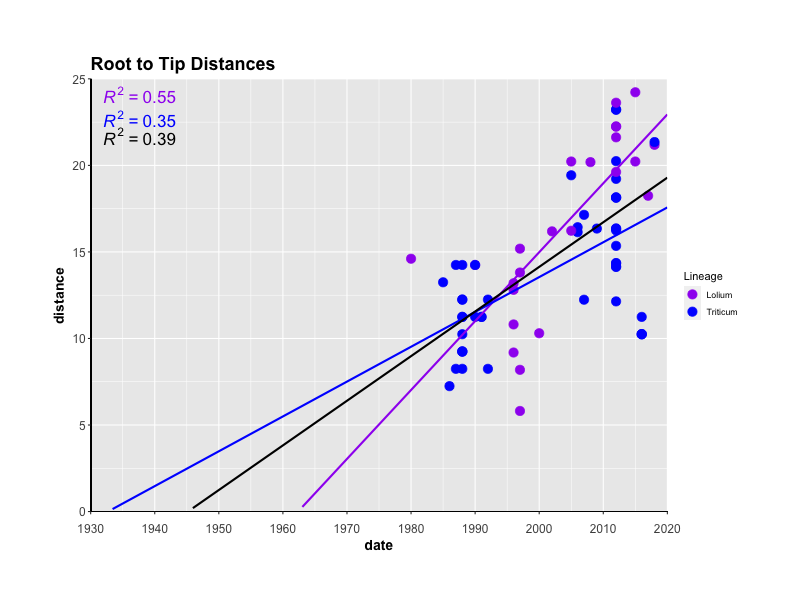 Root to Tip Distances
R² = 0.55
R² = 0.35
R² = 0.39
25
20
15
10
5
0
distance
1930 1940 1950 1960 1970 1980 1990 2000 2010 2020
date
Lineage
Lolium
Triticum